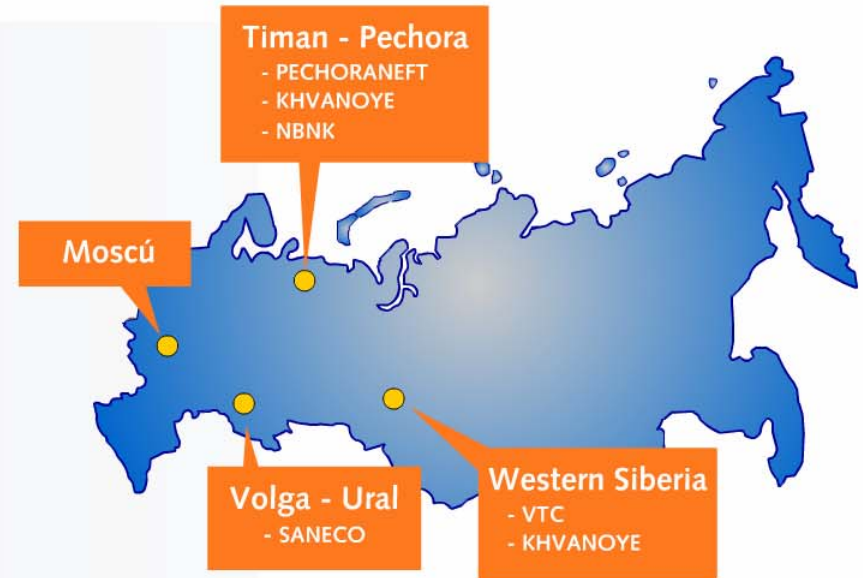 Timan - Pechora
- PECHORANEFT
- KHVANOYE
- NBNK
Moscú
Volga - Ural
- SANECO
Western Siberia
- VTC
- KHVANOYE